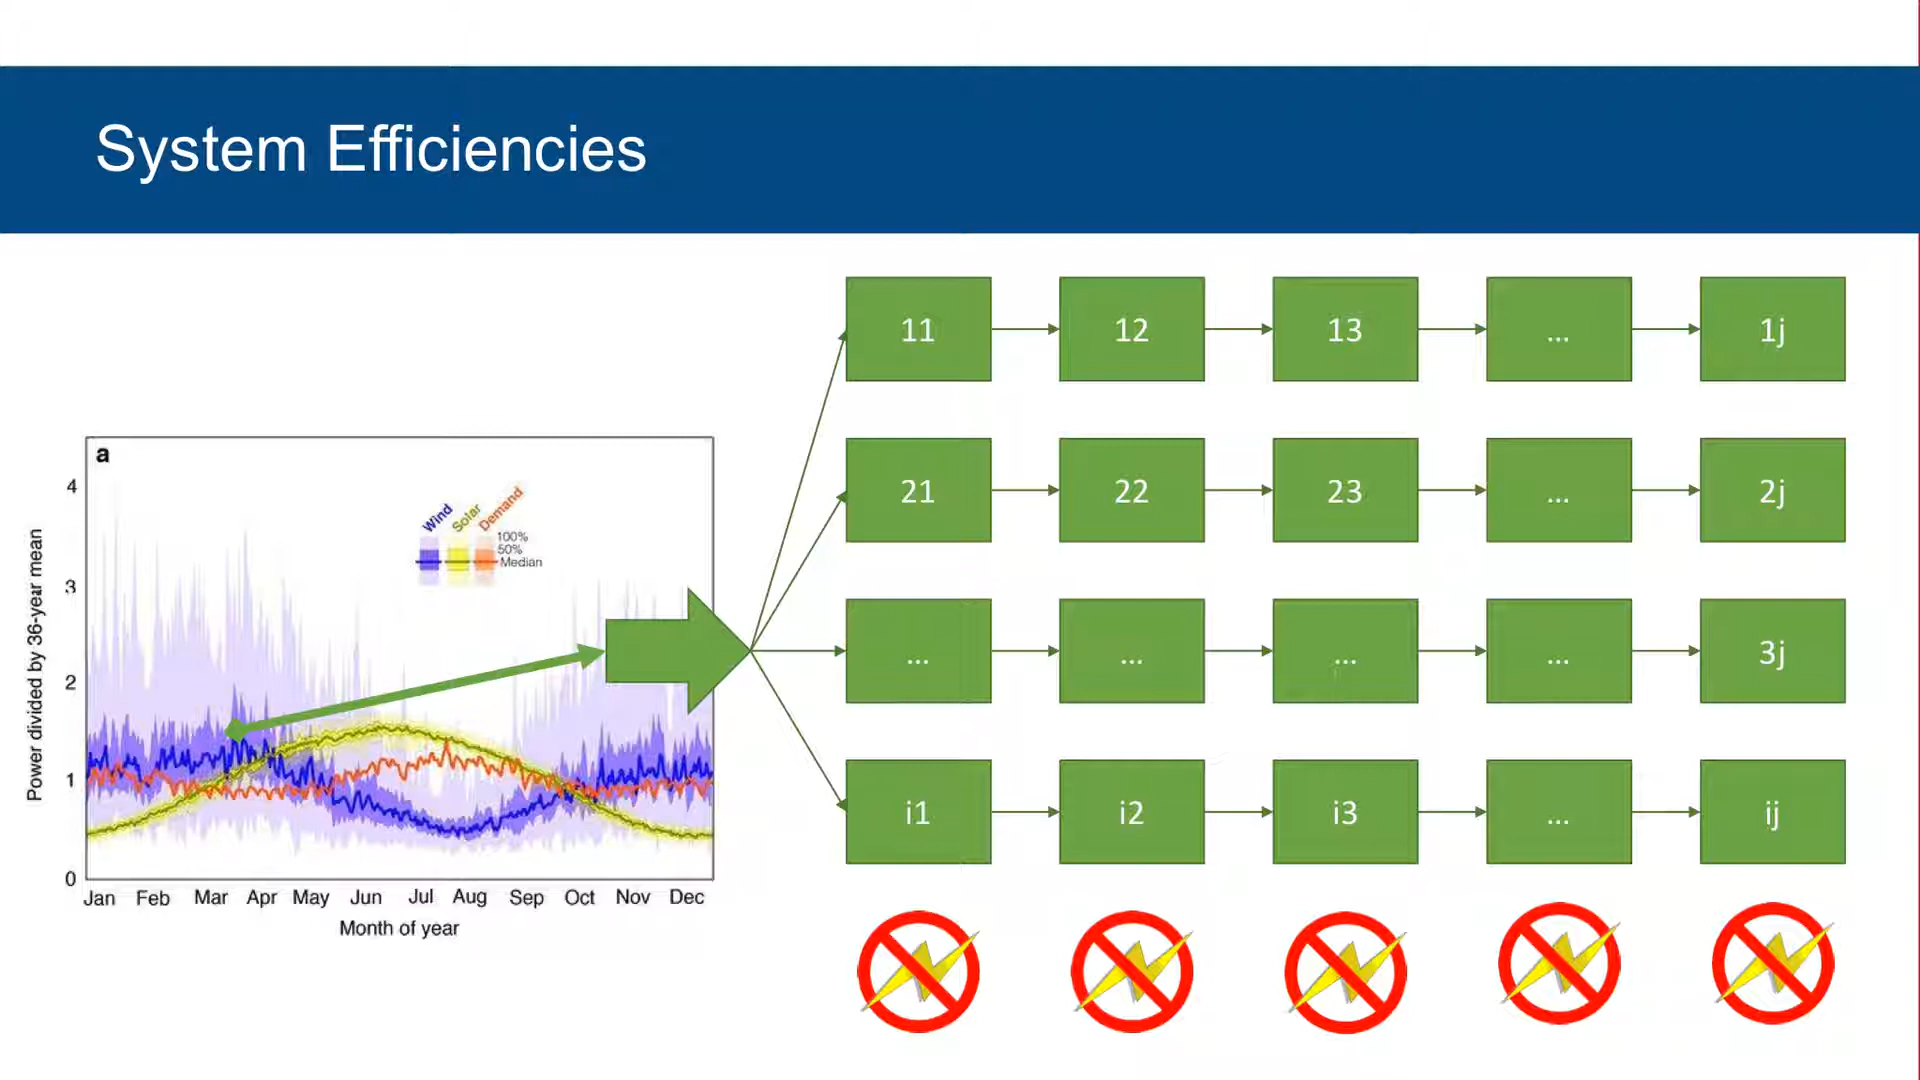 System Efficiencies
11 12 13 ... 1j
21 22 23 ... 2j
... ... ... ... 3j
i1 i2 i3 ... ij
a
Wind Solar Demand
100%
50%
Median
Power divided by 36-year mean
4
3
2
1
0
Jan Feb Mar Apr May Jun Jul Aug Sep Oct Nov Dec
Month of year